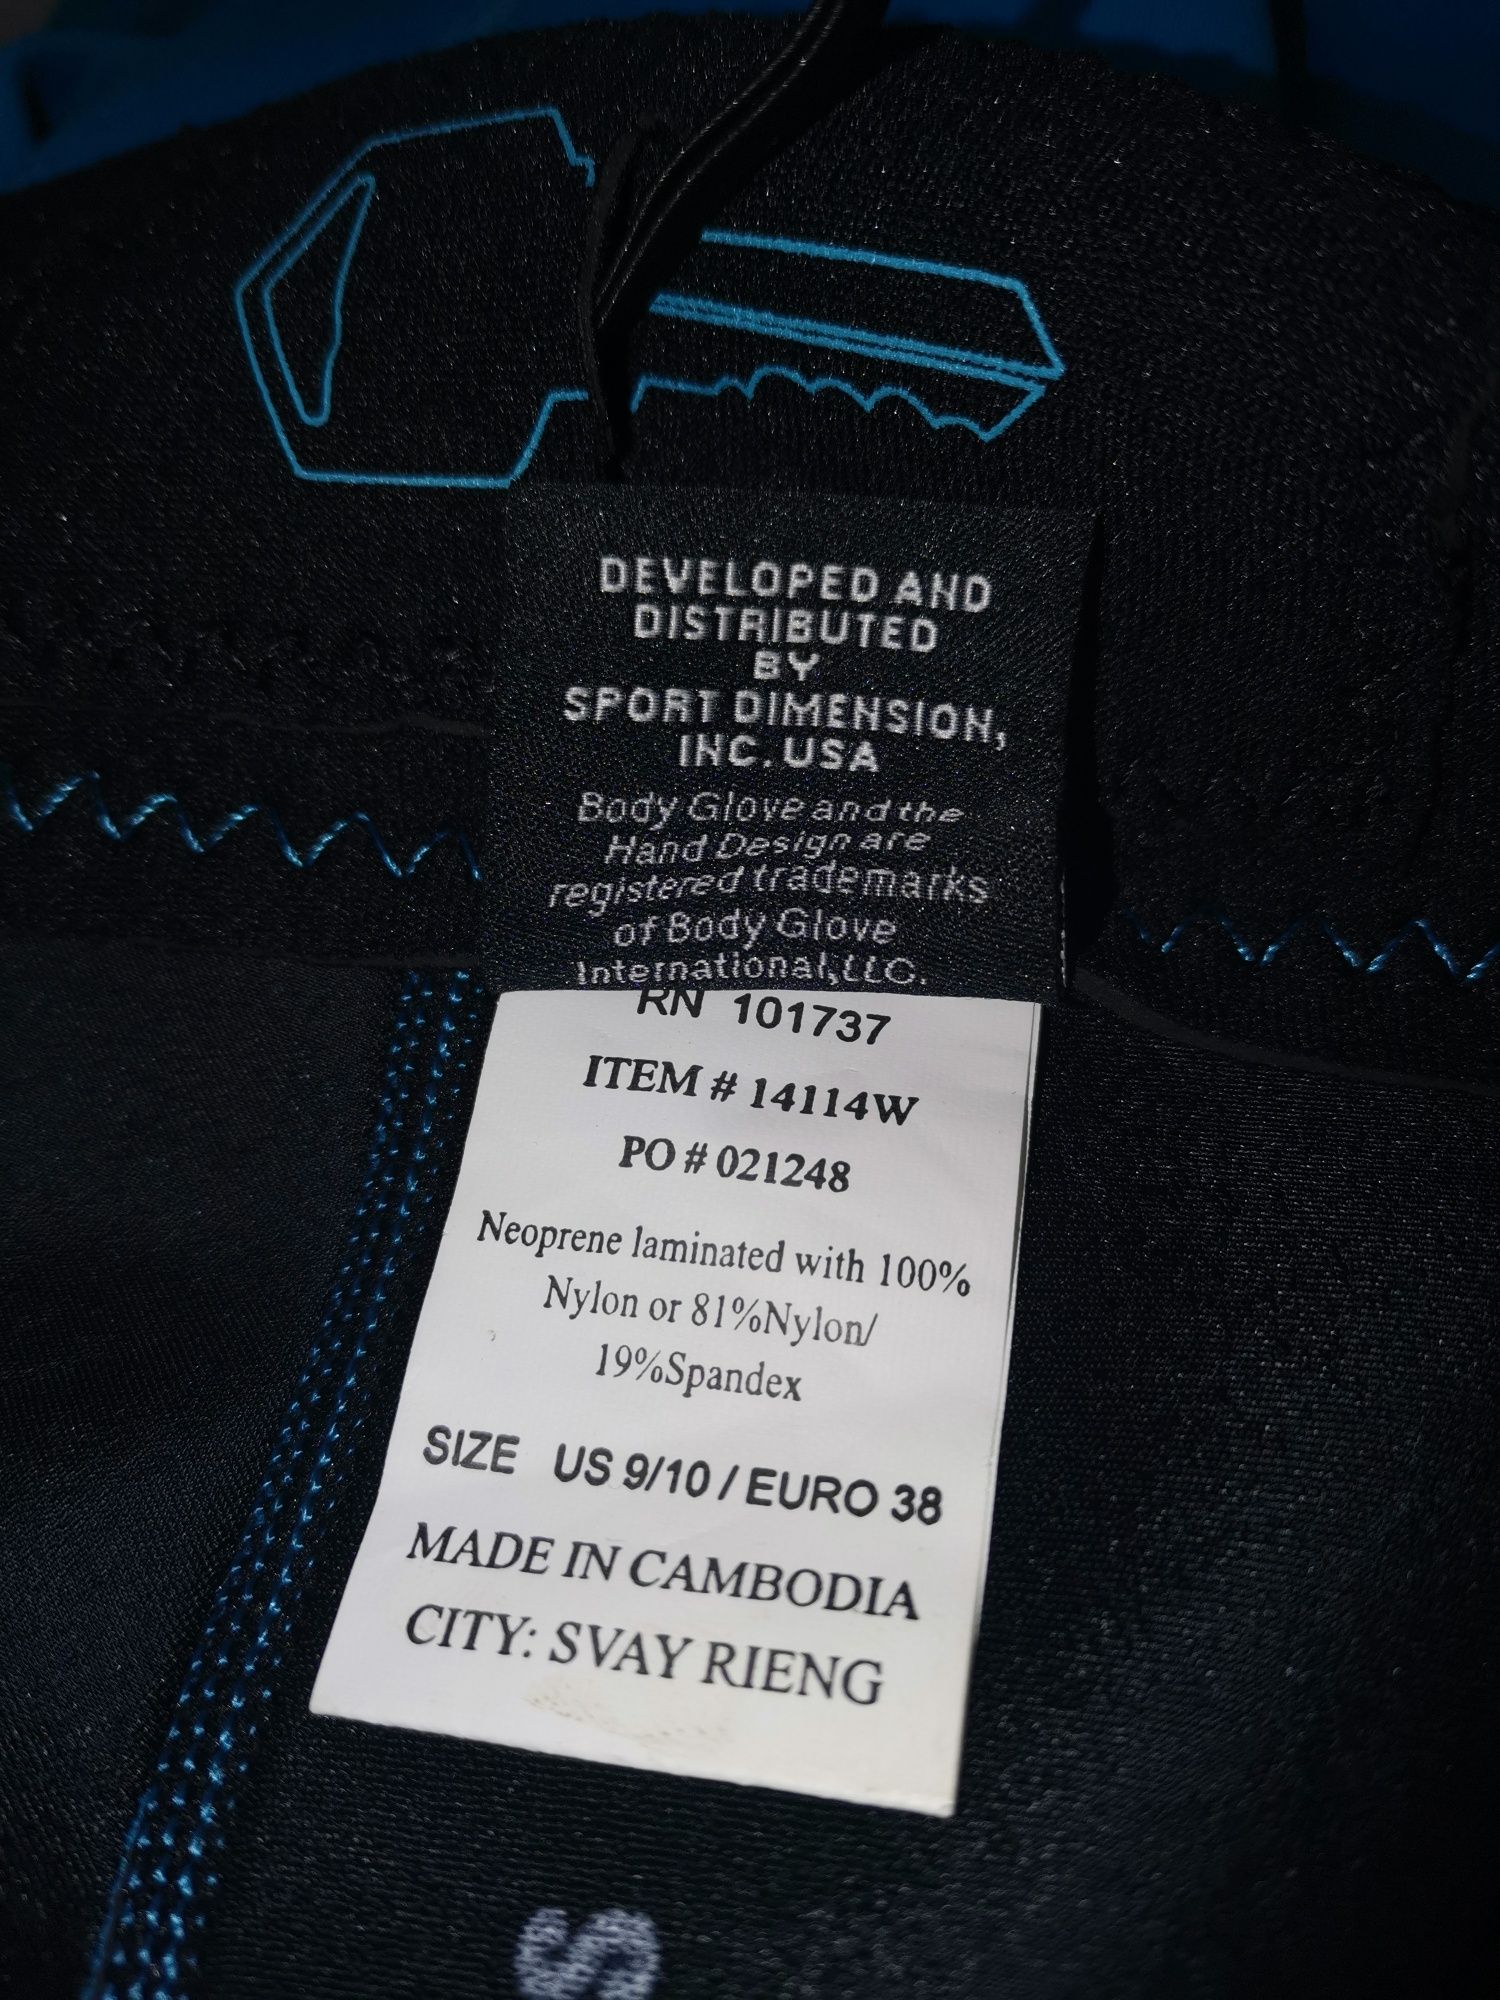 DEVELOPED AND
DISTRIBUTED
BY
SPORT DIMENSION,
INC. USA
Body Glove and the
Hand Design are
registered trademarks
of Body Glove
International, LLC.
RN 101737
ITEM # 14114W
PO # 021248
Neoprene laminated with 100%
Nylon or 81%Nylon/
19%Spandex
SIZE US 9/10 / EURO 38
MADE IN CAMBODIA
CITY: SVAY RIENG